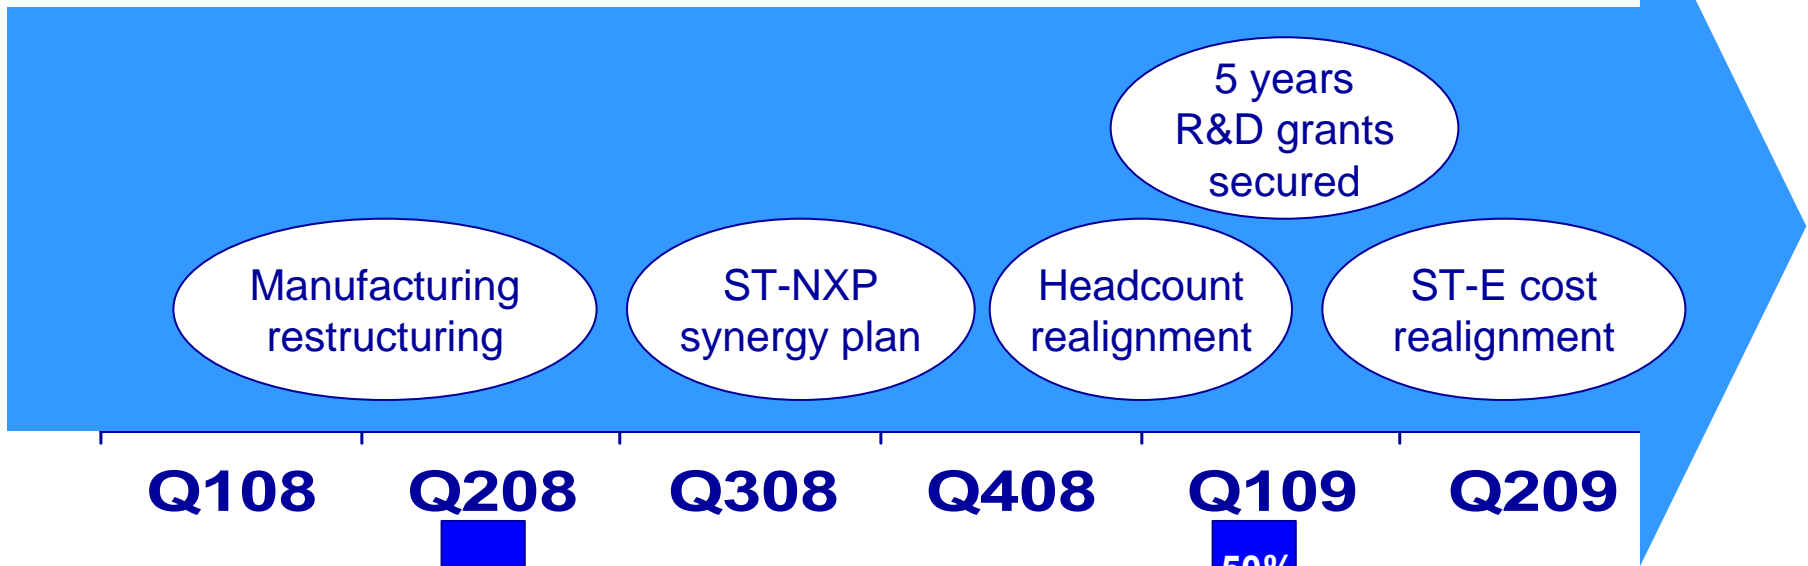 5 years
R&D grants
secured
Manufacturing
restructuring
ST-NXP
synergy plan
Headcount
realignment
ST-E cost
realignment
Q108 Q208 Q308 Q408 Q109 Q209
50%